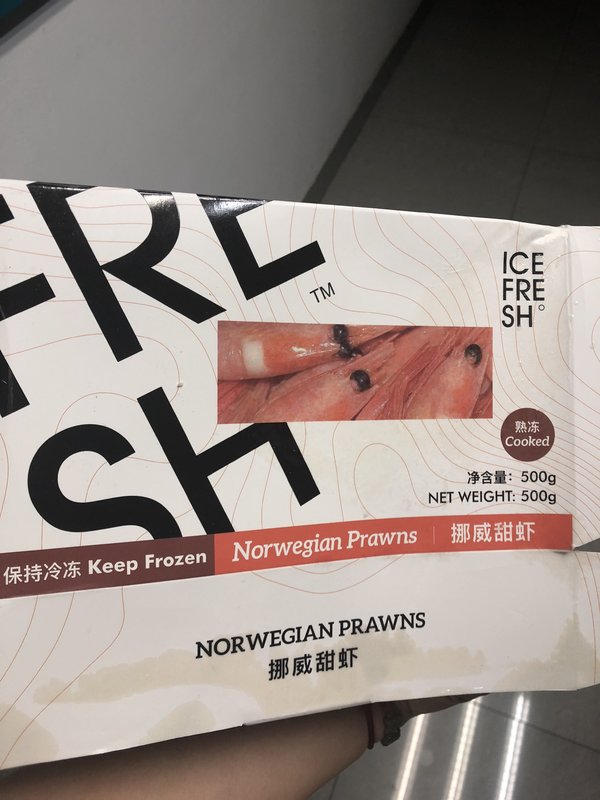 FRE
SH
TM
ICE
FRE
SH
熟冻
Cooked
净含量：500g
NET WEIGHT: 500g
保持冷冻 Keep Frozen
Norwegian Prawns | 挪威甜虾
NORWEGIAN PRAWNS
挪威甜虾